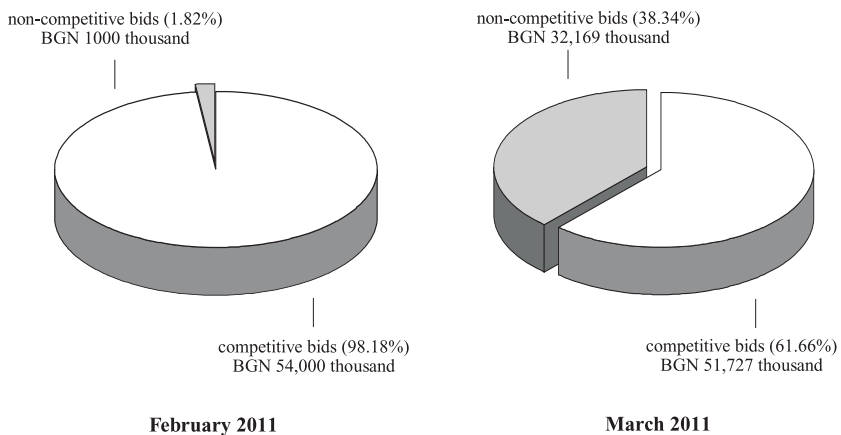 non-competitive bids (1.82%)
BGN 1000 thousand
competitive bids (98.18%)
BGN 54,000 thousand
February 2011
non-competitive bids (38.34%)
BGN 32,169 thousand
competitive bids (61.66%)
BGN 51,727 thousand
March 2011